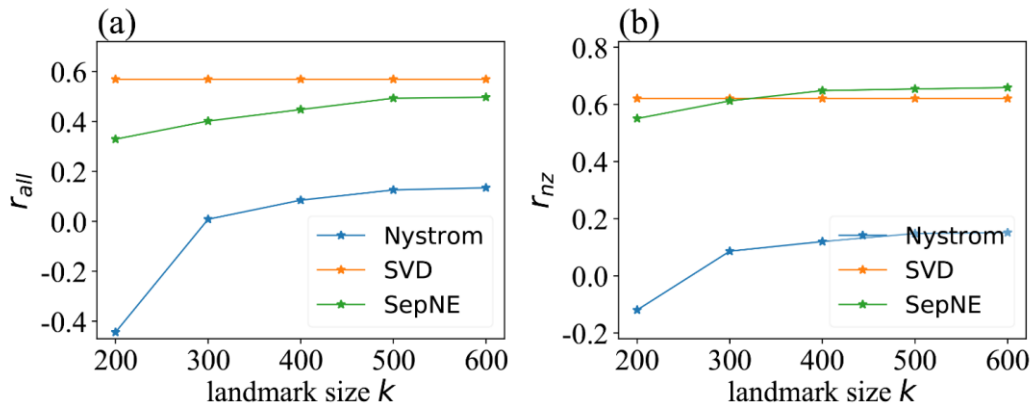 (a)
0.6
0.4
0.2
0.0
-0.2
-0.4
r_all
Nystrom
SVD
SepNE
200 300 400 500 600
landmark size k
(b)
0.8
0.6
0.4
0.2
0.0
-0.2
r_nz
Nystrom
SVD
SepNE
200 300 400 500 600
landmark size k